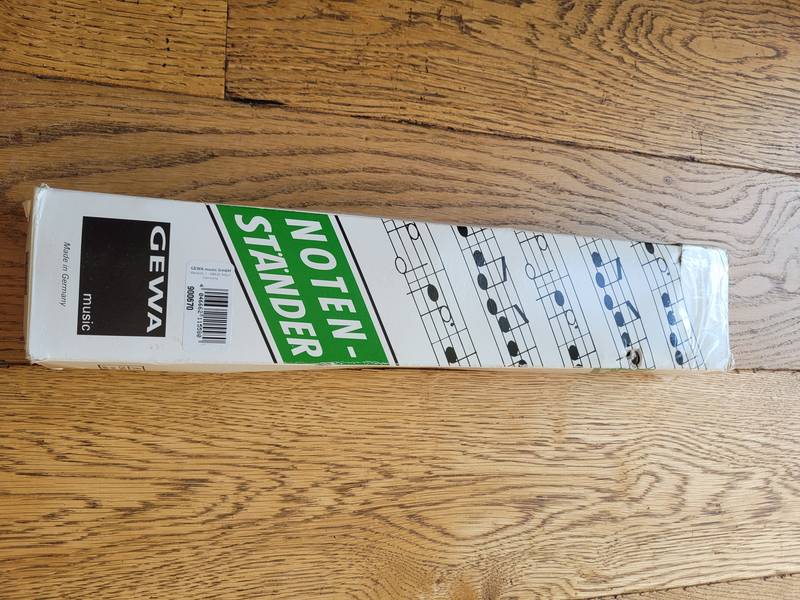 GEWA
music
Made in Germany
GEWA music GmbH
900670
NOTEN-
STÄNDER